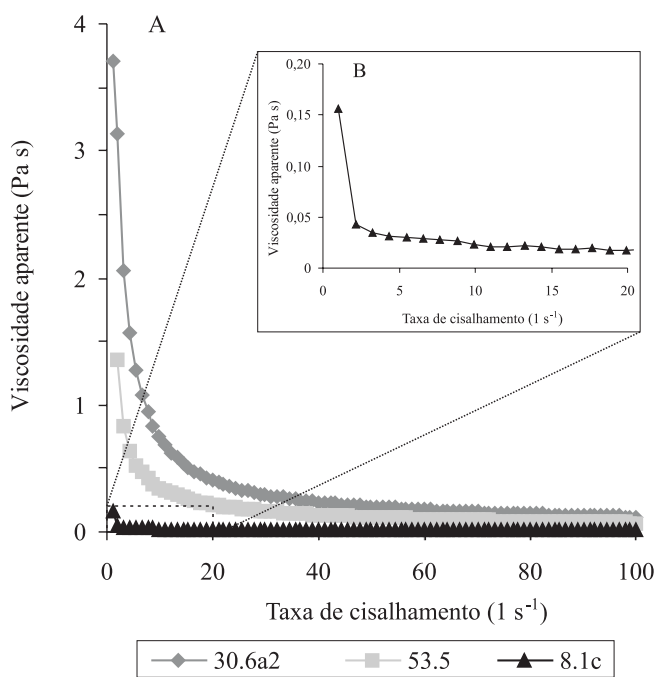 A
4
3
2
1
0
0
20
40
60
80
100
Viscosidade aparente (Pa s)
Taxa de cisalhamento (1 s⁻¹)
B
0,20
0,15
0,10
0,05
0
0
5
10
15
20
Viscosidade aparente (Pa s)
Taxa de cisalhamento (1 s⁻¹)
30.6a2
53.5
8.1c